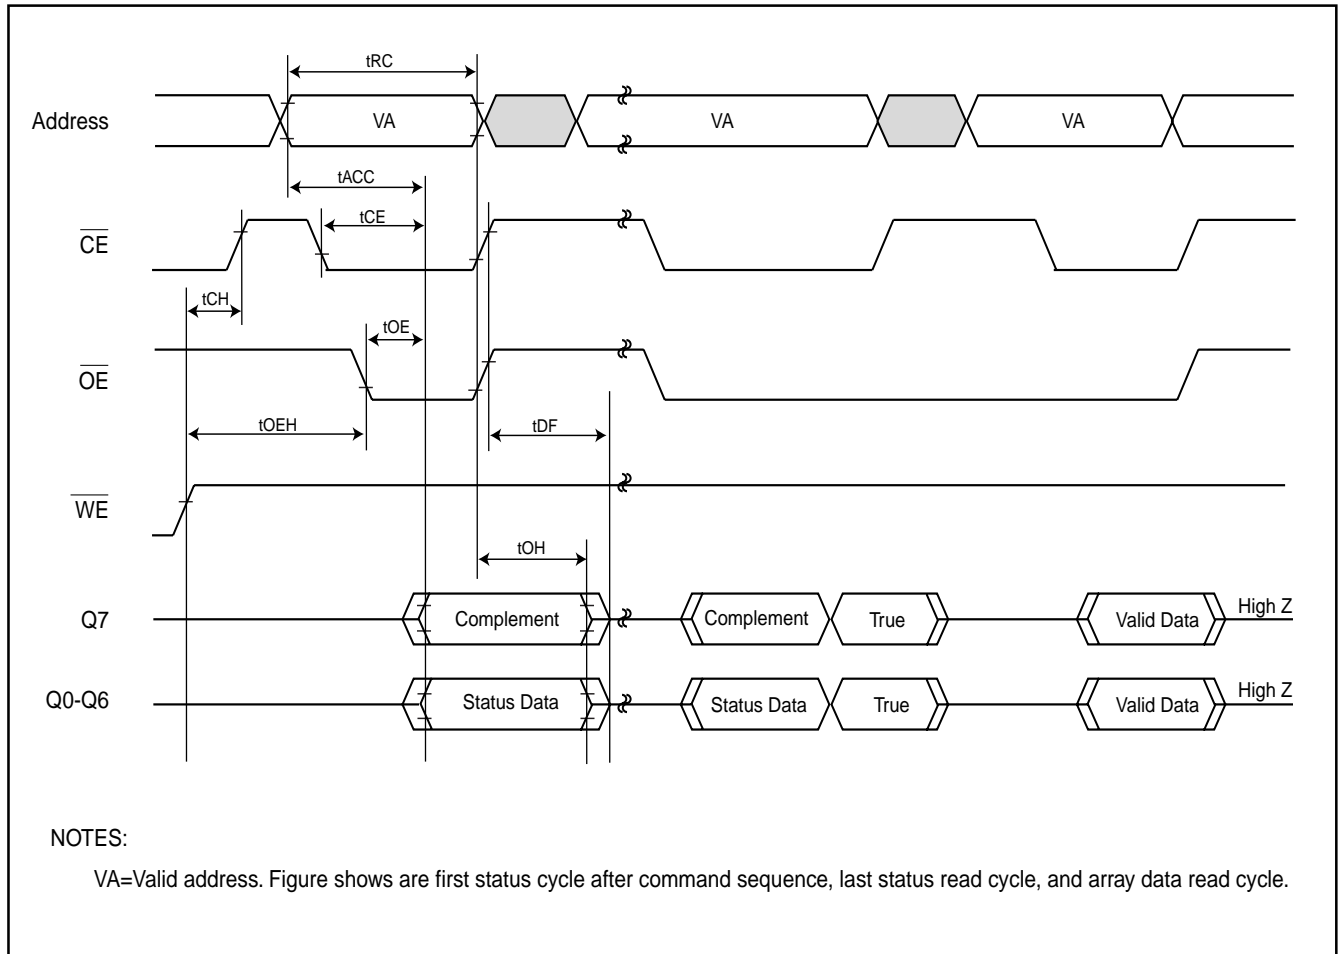 tRC
Address VA VA VA
tACC
tCE
CE
tCH
tOE
OE
tOEH tDF
WE
tOH
Q7 Complement Complement True Valid Data High Z
Q0-Q6 Status Data Status Data True Valid Data High Z
NOTES:
VA=Valid address. Figure shows are first status cycle after command sequence, last status read cycle, and array data read cycle.